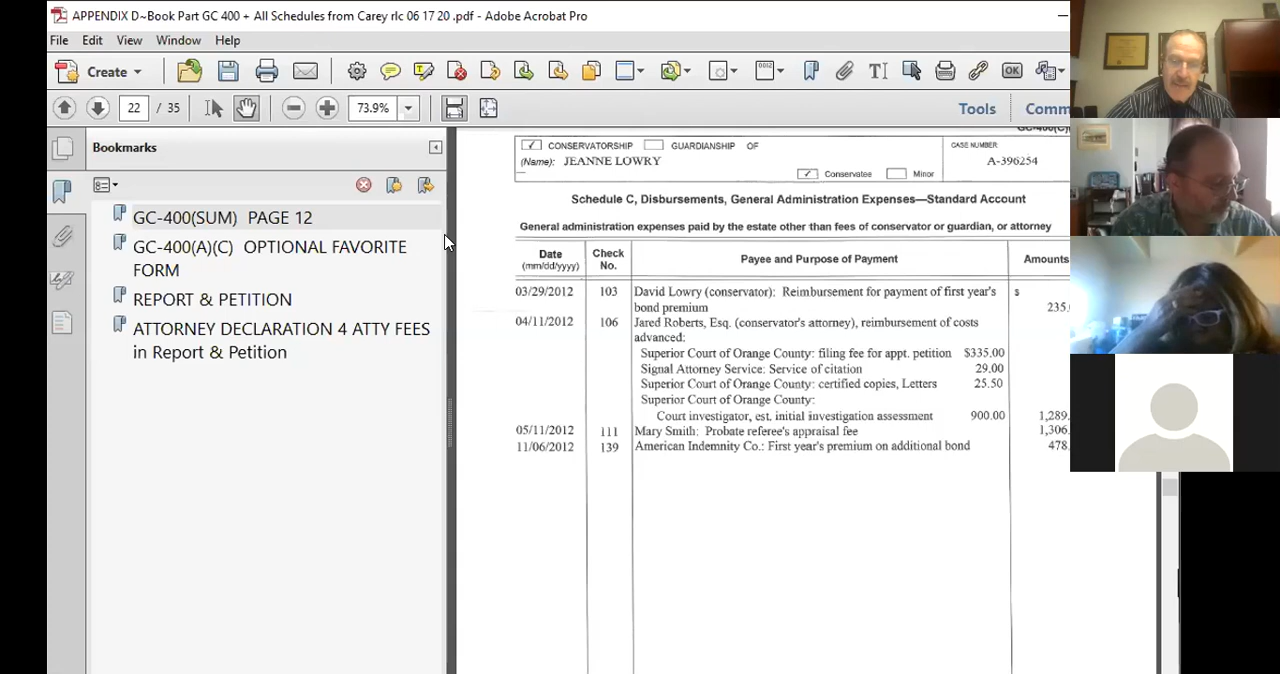 APPENDIX D~Book Part GC 400 + All Schedules from Carey rlc 06 17 20 .pdf - Adobe Acrobat Pro
File Edit View Window Help
Create
OK
22 / 35
73.9%
Tools
Comm
Bookmarks
GC-400(SUM) PAGE 12
GC-400(A)(C) OPTIONAL FAVORITE
FORM
REPORT & PETITION
ATTORNEY DECLARATION 4 ATTY FEES
in Report & Petition
GC-400(C)
✓ CONSERVATORSHIP GUARDIANSHIP OF
(Name): JEANNE LOWRY
✓ Conservatee Minor
CASE NUMBER
A-396254
Schedule C, Disbursements, General Administration Expenses—Standard Account
General administration expenses paid by the estate other than fees of conservator or guardian, or attorney
Date
(mm/dd/yyyy)
Check
No.
Payee and Purpose of Payment
Amounts
03/29/2012 103 David Lowry (conservator): Reimbursement for payment of first year's $
bond premium 235.
04/11/2012 106 Jared Roberts, Esq. (conservator's attorney), reimbursement of costs
advanced:
Superior Court of Orange County: filing fee for appt. petition $335.00
Signal Attorney Service: Service of citation 29.00
Superior Court of Orange County: certified copies, Letters 25.50
Superior Court of Orange County:
Court investigator, est. initial investigation assessment 900.00 1,289.
05/11/2012 111 Mary Smith: Probate referee's appraisal fee 1,306.
11/06/2012 139 American Indemnity Co.: First year's premium on additional bond 478.